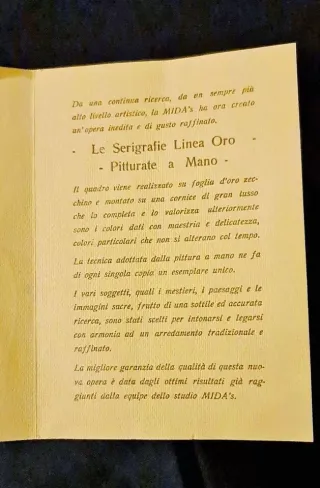 Da una continua ricerca, da un sempre più
alto livello artistico, la MIDA's ha ora creato
un'opera inedita e di gusto raffinato.
- Le Serigrafie Linea Oro -
- Pitturate a Mano -
Il quadro viene realizzato su foglia d'oro zec-
chino e montato su una cornice di gran lusso
che lo completa e lo valorizza ulteriormente
sono i colori dati con maestria e delicatezza,
colori particolari che non si alterano col tempo.
La tecnica adottata dalla pittura a mano ne fa
di ogni singola copia un esemplare unico.
I vari soggetti, quali i mestieri, i paesaggi e le
immagini sacre, frutto di una sottile ed accurata
ricerca, sono stati scelti per intonarsi e legarsi
con armonia ad un arredamento tradizionale e
raffinato.
La migliore garanzia della qualità di questa nuo-
va opera è data dagli ottimi risultati già rag-
giunti dalla equipe dello studio MIDA's.